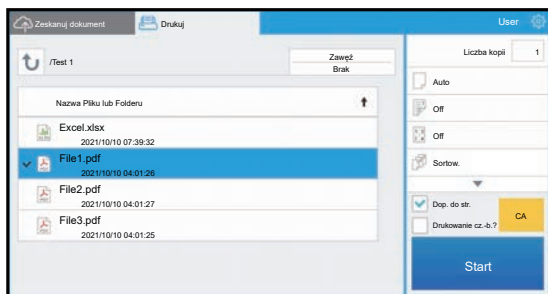 Zeskanuj dokument
Drukuj
User
/Test 1
Zawęź
Brak
Nazwa Pliku lub Folderu
Excel.xlsx
2021/10/10 07:39:32
File1.pdf
2021/10/10 04:01:26
File2.pdf
2021/10/10 04:01:27
File3.pdf
2021/10/10 04:01:25
Liczba kopii 1
Auto
Off
Off
Sortow.
Dop. do str.
Drukowanie cz.-b.?
CA
Start